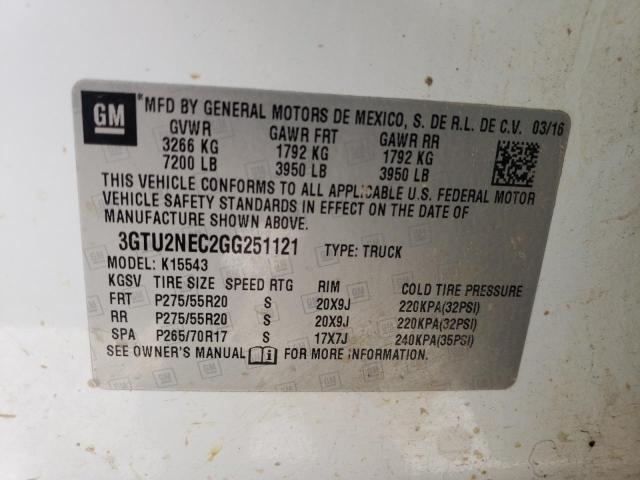 GM *MFD BY GENERAL MOTORS DE MEXICO, S. DE R.L. DE C.V. 03/16
GVWR GAWR FRT GAWR RR
3266 KG 1792 KG 1792 KG
7200 LB 3950 LB 3950 LB
THIS VEHICLE CONFORMS TO ALL APPLICABLE U.S. FEDERAL MOTOR
VEHICLE SAFETY STANDARDS IN EFFECT ON THE DATE OF
MANUFACTURE SHOWN ABOVE.
3GTU2NEC2GG251121 TYPE: TRUCK
MODEL: K15543
KGSV TIRE SIZE SPEED RTG RIM COLD TIRE PRESSURE
FRT P275/55R20 S 20X9J 220KPA(32PSI)
RR P275/55R20 S 20X9J 220KPA(32PSI)
SPA P265/70R17 S 17X7J 240KPA(35PSI)
SEE OWNER'S MANUAL FOR MORE INFORMATION.